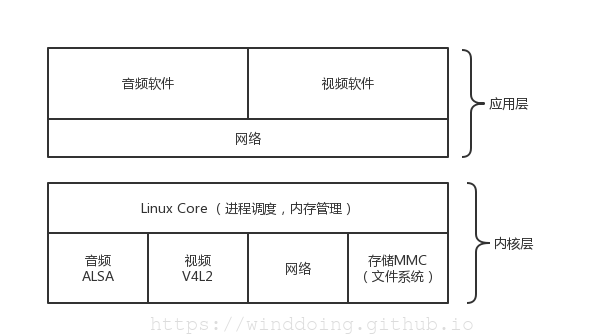 音频软件
视频软件
应用层
网络
Linux Core （进程调度，内存管理）
内核层
音频
ALSA
视频
V4L2
网络
存储MMC
（文件系统）
https://winddoing.github.io